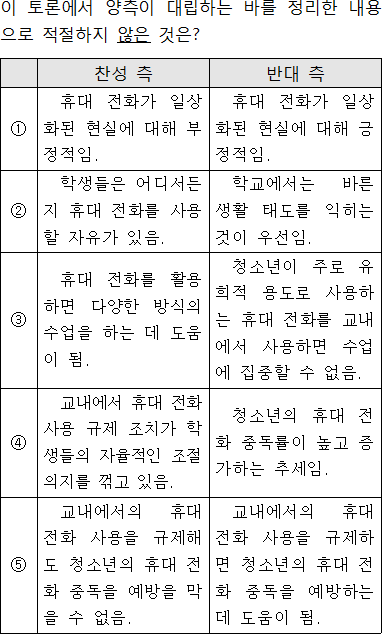 이 토론에서 양측이 대립하는 바를 정리한 내용
으로 적절하지 않은 것은?
찬성 측
반대 측
①
휴대 전화가 일상
화된 현실에 대해 부
정적임.
휴대 전화가 일상
화된 현실에 대해 긍
정적임.
②
학생들은 어디서든
지 휴대 전화를 사용
할 자유가 있음.
학교에서는 바른
생활 태도를 익히는
것이 우선임.
③
휴대 전화를 활용
하면 다양한 방식의
수업을 하는 데 도움
이 됨.
청소년이 주로 유
희적 용도로 사용하
는 휴대 전화를 교내
에서 사용하면 수업
에 집중할 수 없음.
④
교내에서 휴대 전화
사용 규제 조치가 학
생들의 자율적인 조절
의지를 꺾고 있음.
청소년의 휴대 전
화 중독률이 높고 증
가하는 추세임.
⑤
교내에서의 휴대
전화 사용을 규제해
도 청소년의 휴대 전
화 중독을 예방을 막
을 수 없음.
교내에서의 휴대
전화 사용을 규제하
면 청소년의 휴대 전
화 중독을 예방하는
데 도움이 됨.